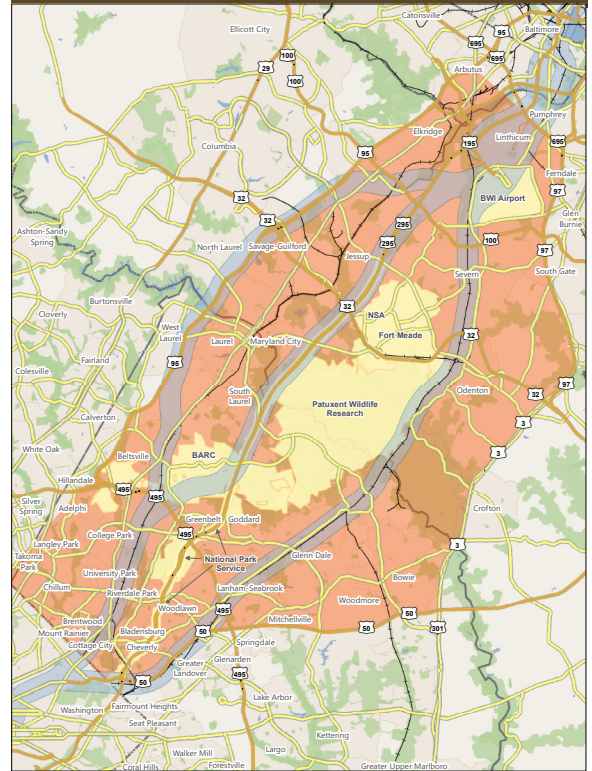 Catonsville
95
Baltimore
Ellicott City
695
100
695
29
Arbutus
100
Pumphrey
Elkridge
Linthicum
195
695
Columbia
95
Ferndale
97
32
BWI Airport
32
295
Glen
Burnie
Ashton-Sandy
Spring
North Laurel
Savage-Guilford
295
100
97
Jessup
Severn
South Gate
Burtonsville
32
Cloverly
NSA
West
Laurel
Laurel
Maryland City
Fort Meade
32
Fairland
95
Colesville
South
Laurel
Odenton
97
32
Patuxent Wildlife
Research
Calverton
3
White Oak
Beltsville
BARC
3
Hillandale
495
495
Silver
Spring
Adelphi
Crofton
Greenbelt
Goddard
College Park
495
Langley Park
3
Takoma
Park
Glenn Dale
National Park
Service
University Park
Bowie
Chillum
Riverdale Park
Lanham-Seabrook
Woodmore
Woodlawn
495
50
Brentwood
Mitchellville
Mount Rainier
Bladensburg
50
50
301
Cottage City
Cheverly
Springdale
Greater
Landover
Glenarden
495
50
Lake Arbor
Washington
Fairmount Heights
Seat Pleasant
Kettering
Walker Mill
Largo
Coral Hills
Forestville
Greater Upper Marlboro